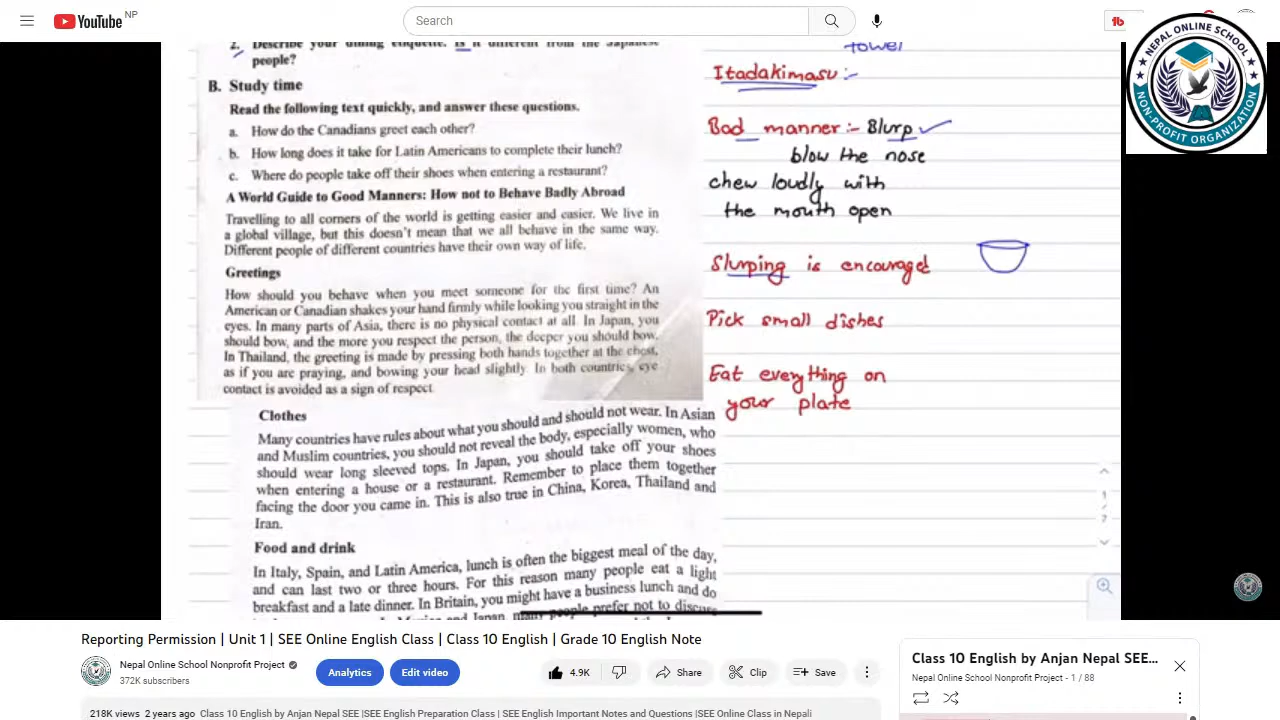 YouTube NP
Search
NEPAL ONLINE SCHOOL
NON-PROFIT ORGANIZATION
2. Describe your dining etiquette. Is it different from the Japanese
people?
B. Study time
Read the following text quickly, and answer these questions.
a. How do the Canadians greet each other?
b. How long does it take for Latin Americans to complete their lunch?
c. Where do people take off their shoes when entering a restaurant?
A World Guide to Good Manners: How not to Behave Badly Abroad
Travelling to all corners of the world is getting easier and easier. We live in
a global village, but this doesn't mean that we all behave in the same way.
Different people of different countries have their own way of life.
Greetings
How should you behave when you meet someone for the first time? An
American or Canadian shakes your hand firmly while looking you straight in the
eyes. In many parts of Asia, there is no physical contact at all. In Japan, you
should bow, and the more you respect the person, the deeper you should bow.
In Thailand, the greeting is made by pressing both hands together at the chest,
as if you are praying, and bowing your head slightly. In both countries, eye
contact is avoided as a sign of respect.
Clothes
Many countries have rules about what you should and should not wear. In Asian
and Muslim countries, you should not reveal the body, especially women, who
should wear long sleeved tops. In Japan, you should take off your shoes
when entering a house or a restaurant. Remember to place them together
facing the door you came in. This is also true in China, Korea, Thailand and
Iran.
Food and drink
In Italy, Spain, and Latin America, lunch is often the biggest meal of the day,
and can last two or three hours. For this reason many people eat a light
breakfast and a late dinner. In Britain, you might have a business lunch and do
In Mexico and Japan, many people prefer not to discuss
towel
Itadakimasu :-
Bad manner :- Blurp
blow the nose
chew loudly with
the mouth open
Slurping is encouraged
Pick small dishes
Eat everything on
your plate
Reporting Permission | Unit 1 | SEE Online English Class | Class 10 English | Grade 10 English Note
Nepal Online School Nonprofit Project
372K subscribers
Analytics
Edit video
4.9K
Share
Clip
Save
218K views 2 years ago Class 10 English by Anjan Nepal SEE |SEE English Preparation Class | SEE English Important Notes and Questions |SEE Online Class in Nepali
Class 10 English by Anjan Nepal SEE...
Nepal Online School Nonprofit Project - 1 / 88